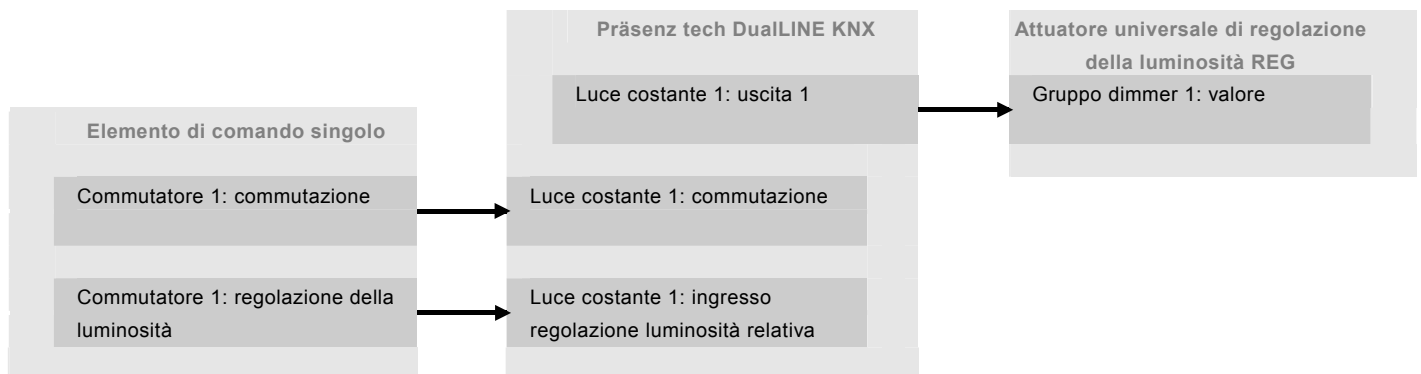 Präsenz tech DualLINE KNX
Attuatore universale di regolazione
della luminosità REG
Luce costante 1: uscita 1
Gruppo dimmer 1: valore
Elemento di comando singolo
Commutatore 1: commutazione
Luce costante 1: commutazione
Commutatore 1: regolazione della
luminosità
Luce costante 1: ingresso
regolazione luminosità relativa